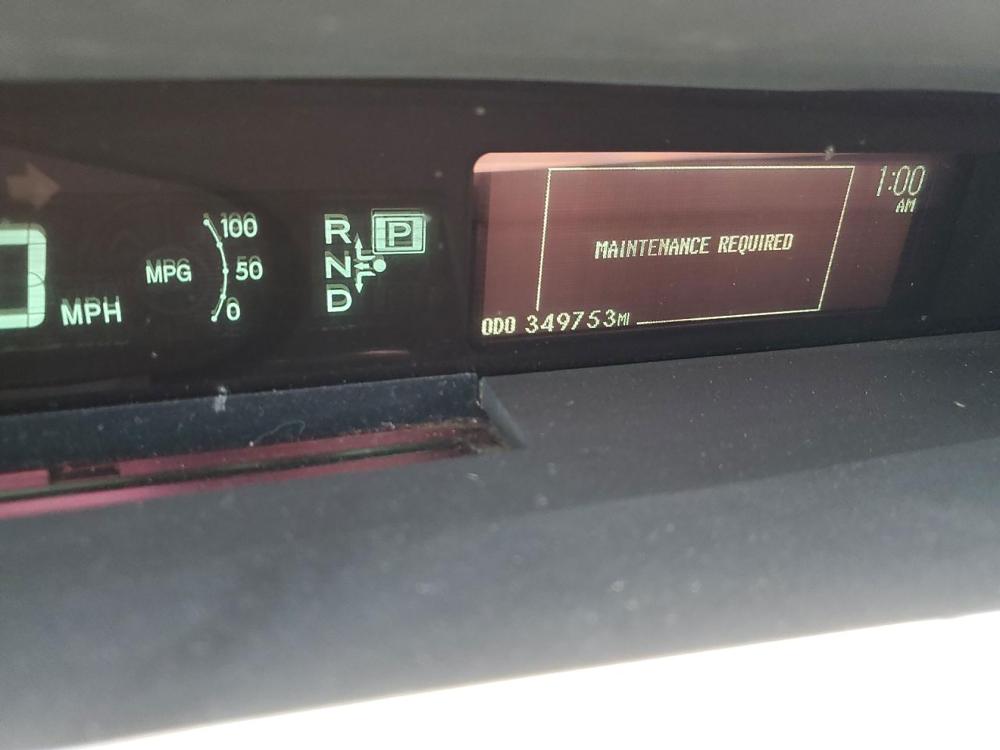 100
MPG
50
0
MPH
R
P
N
D
1:00
AM
MAINTENANCE REQUIRED
ODO 349753MI